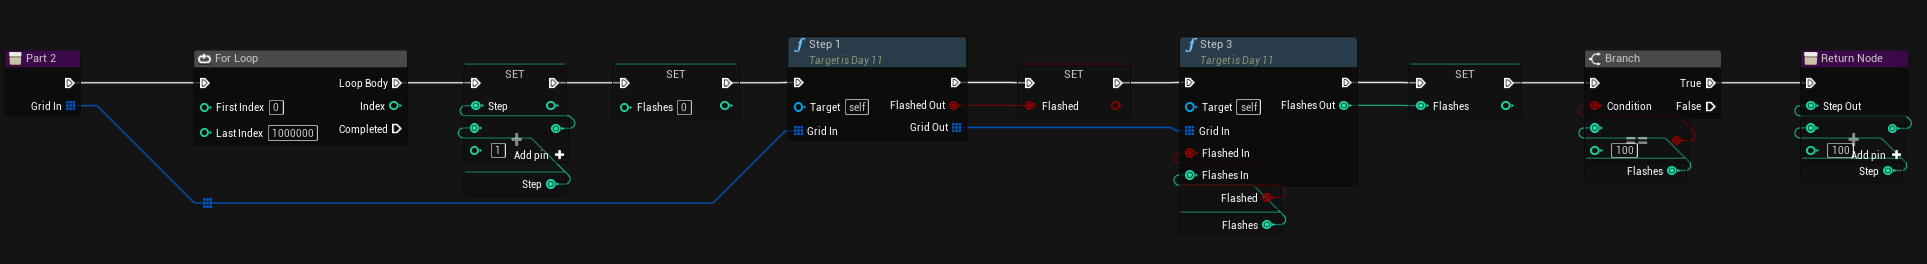 Part 2
Grid In
For Loop
Loop Body
First Index 0
Index
Last Index 1000000
Completed
SET
Step
1
Add pin
Step
SET
Flashes 0
Step 1
Target is Day 11
Target self
Flashed Out
Grid In
Grid Out
SET
Flashed
Step 3
Target is Day 11
Target self
Flashes Out
Grid In
Flashed In
Flashes In
Flashed
Flashes
SET
Flashes
Branch
True
Condition
False
==
100
Flashes
Return Node
Step Out
100
Add pin
Step